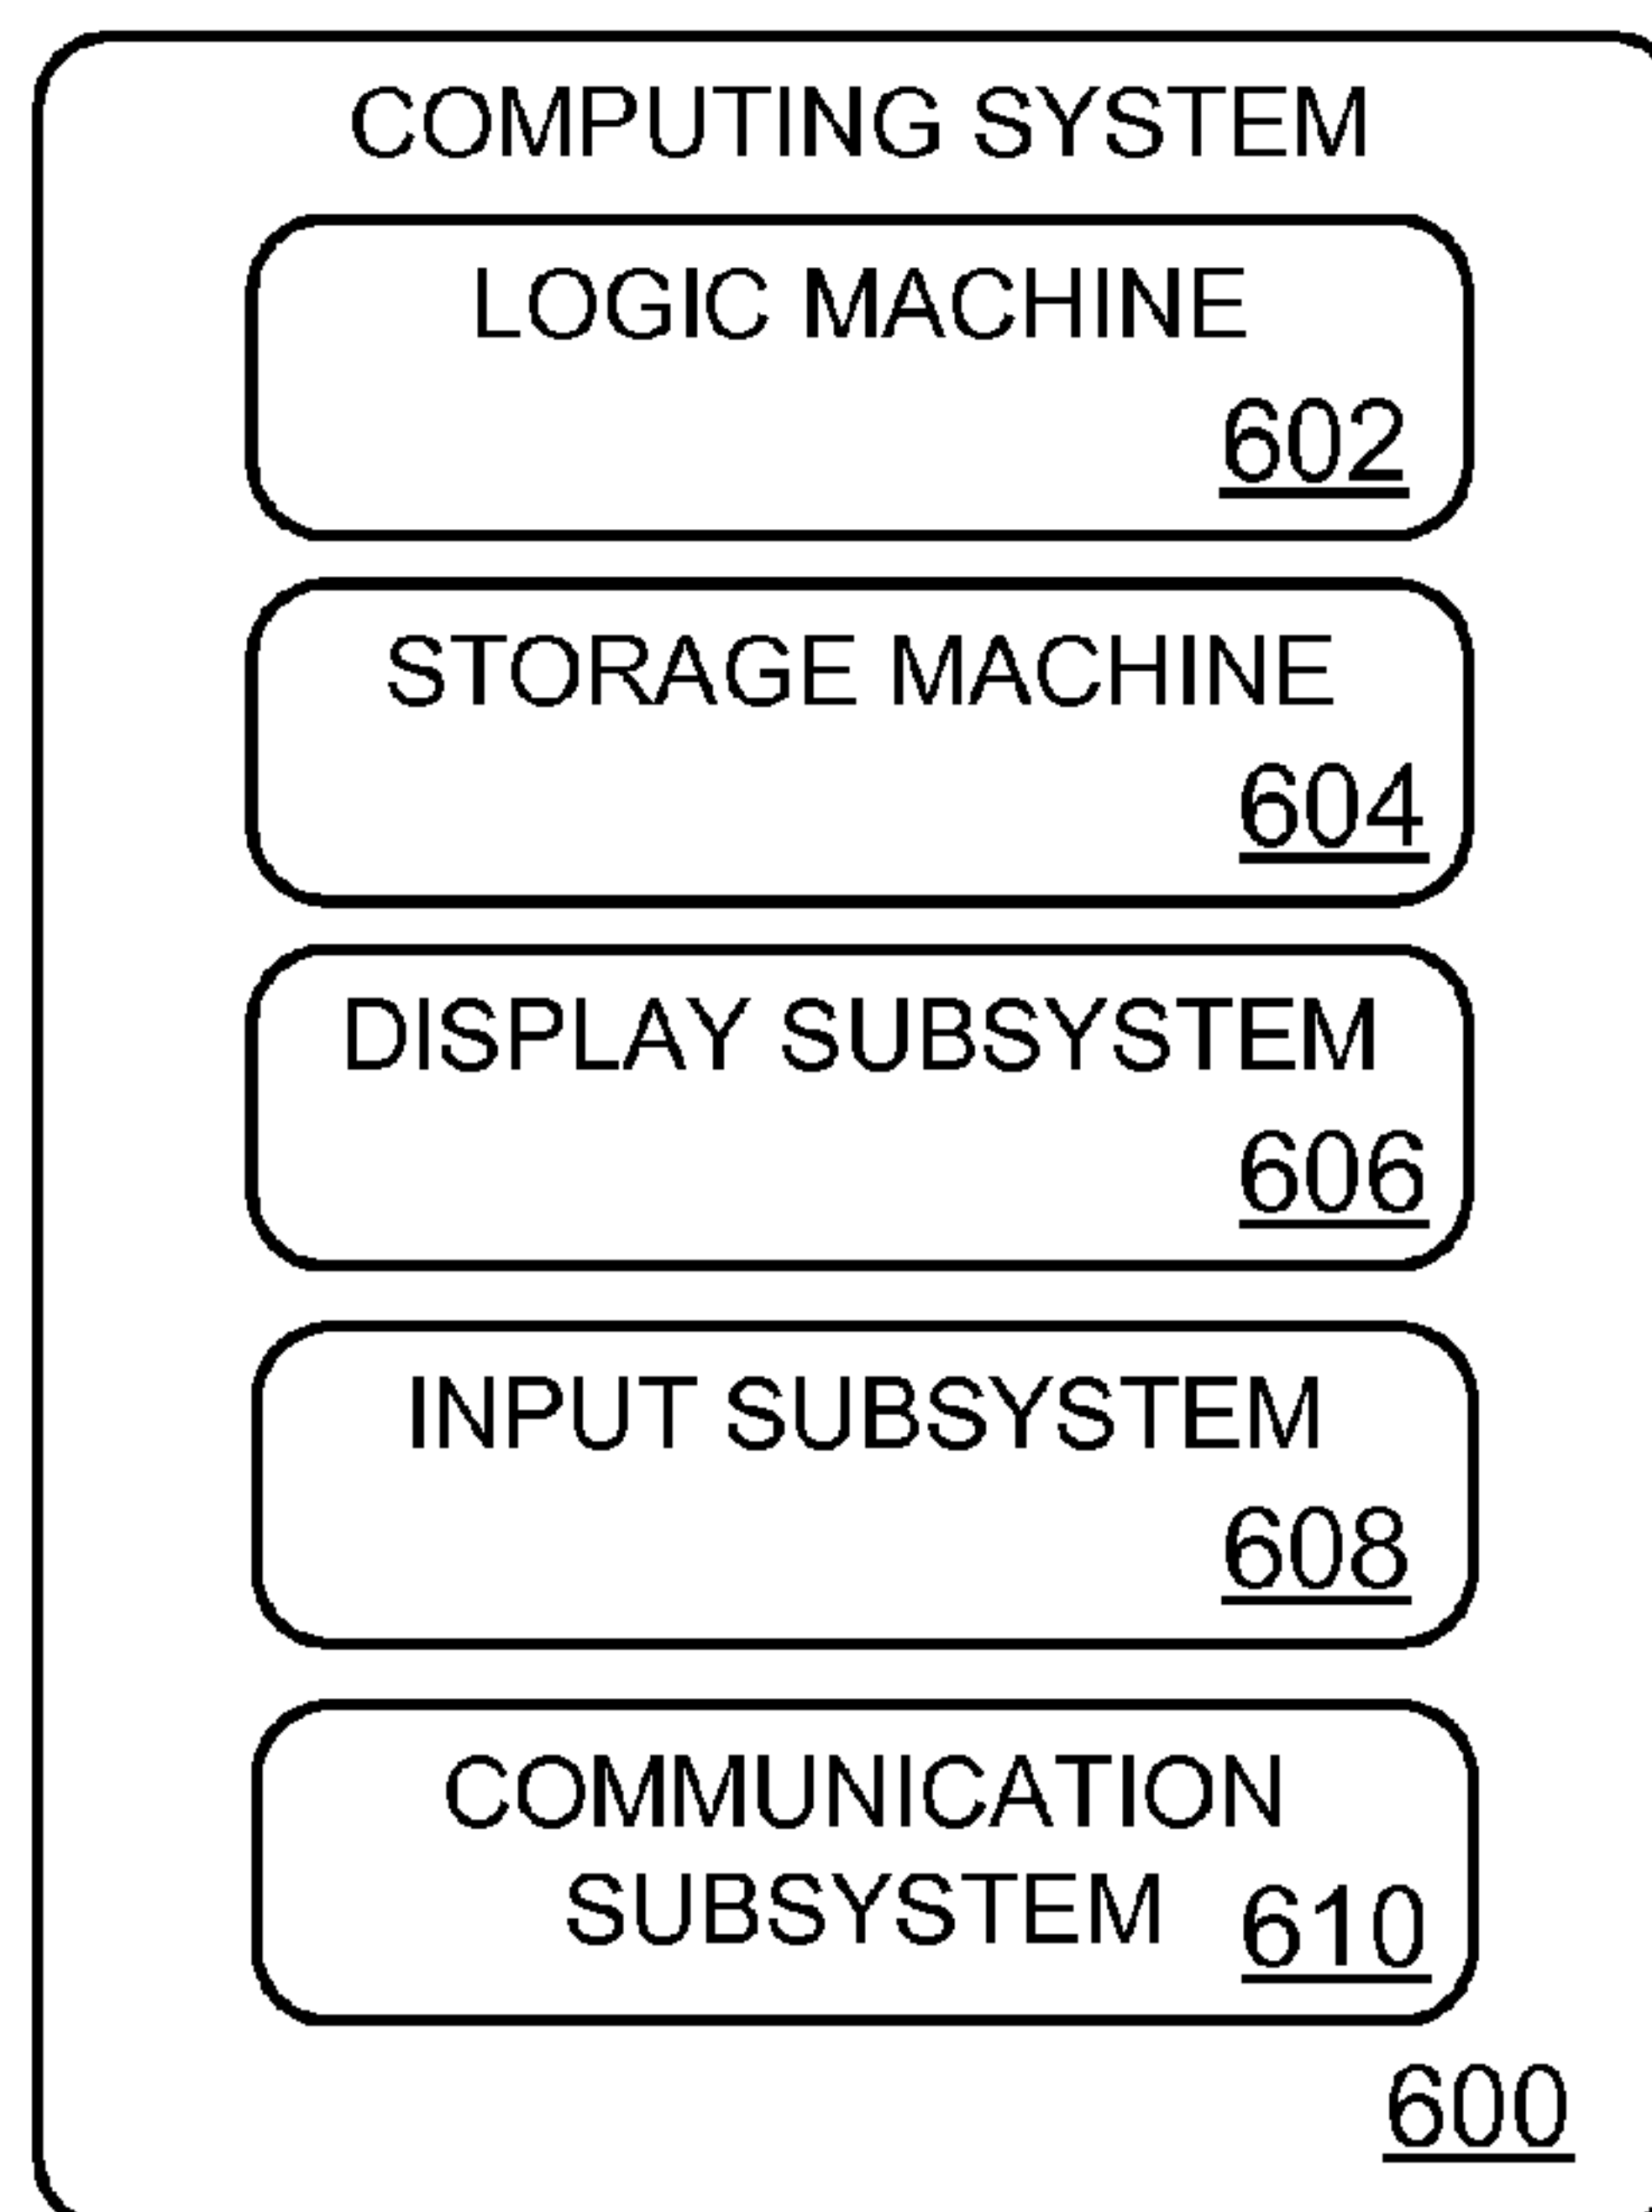 COMPUTING SYSTEM
LOGIC MACHINE
602
STORAGE MACHINE
604
DISPLAY SUBSYSTEM
606
INPUT SUBSYSTEM
608
COMMUNICATION
SUBSYSTEM 610
600